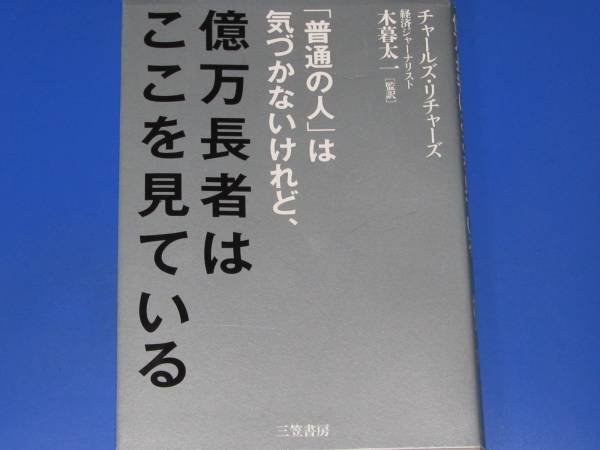 チャールズ・リチャーズ
経済ジャーナリスト
木暮太一[監訳]
「普通の人」は
気づかないけれど、
億万長者は
ここを見ている
三笠書房